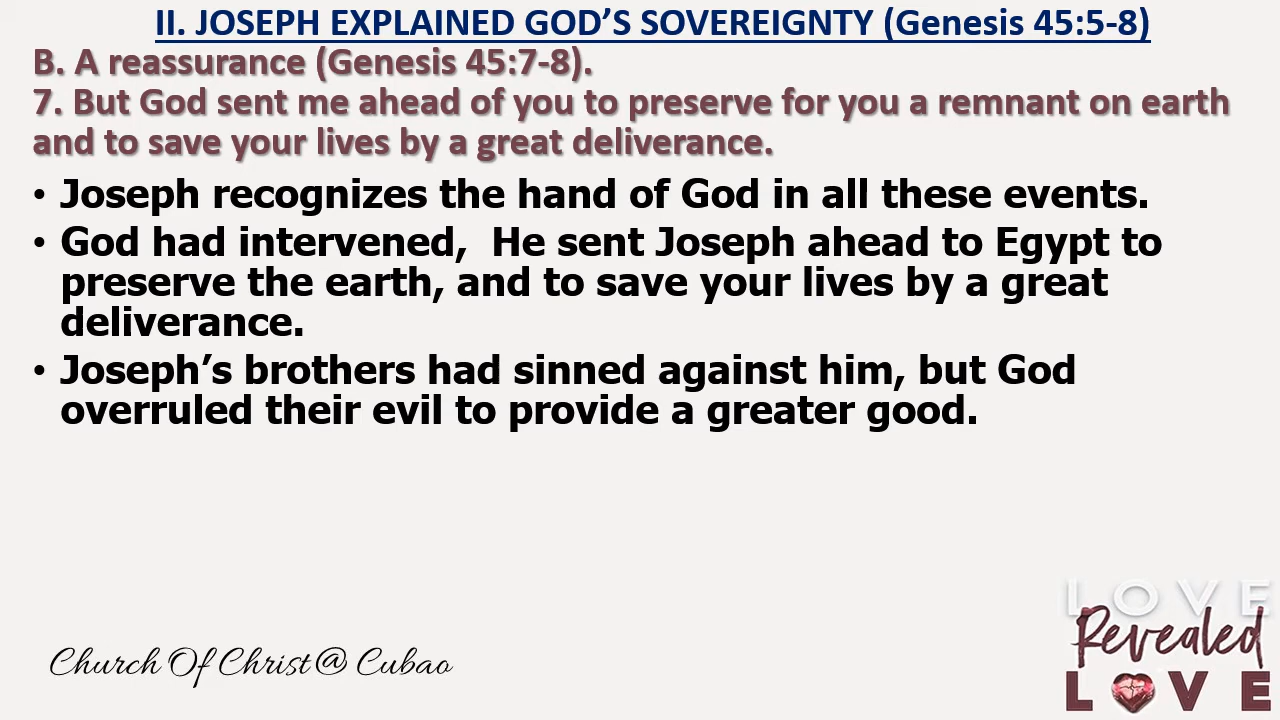 II. JOSEPH EXPLAINED GOD’S SOVEREIGNTY (Genesis 45:5-8)
B. A reassurance (Genesis 45:7-8).
7. But God sent me ahead of you to preserve for you a remnant on earth
and to save your lives by a great deliverance.
• Joseph recognizes the hand of God in all these events.
• God had intervened,  He sent Joseph ahead to Egypt to
preserve the earth, and to save your lives by a great
deliverance.
• Joseph’s brothers had sinned against him, but God
overruled their evil to provide a greater good.
Church Of Christ@ Cubao
LOVE
Revealed
LOVE